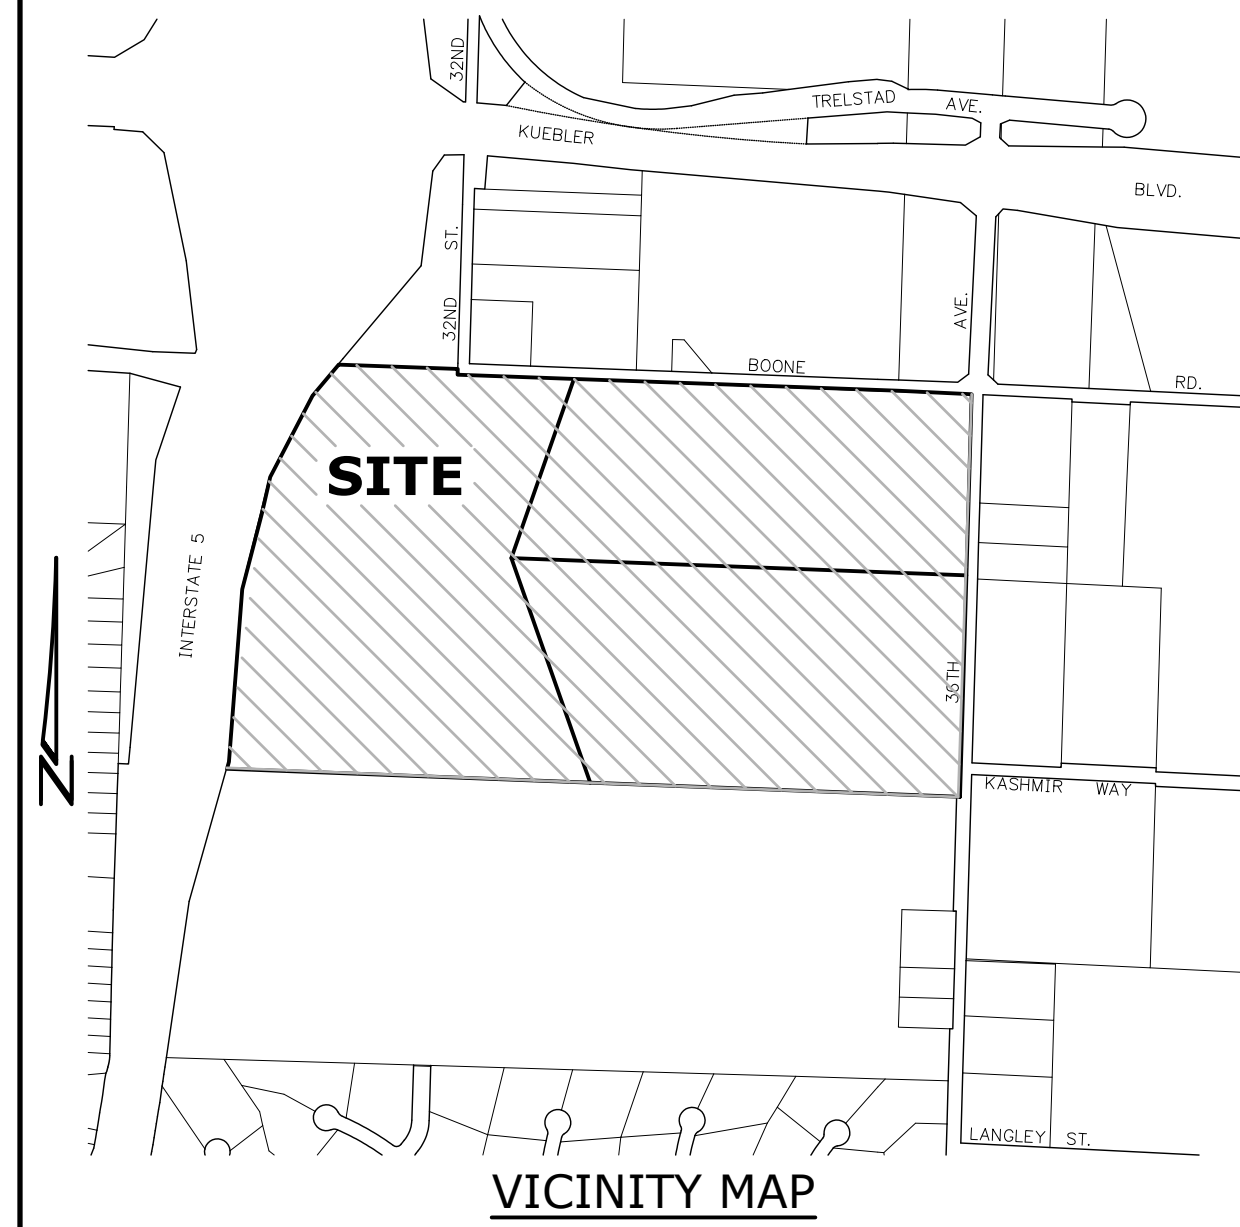 32ND
TRELSTAD AVE.
KUEBLER
BLVD.
ST.
32ND
AVE.
BOONE
RD.
SITE
INTERSTATE 5
36TH
N
KASHMIR WAY
LANGLEY ST.
VICINITY MAP